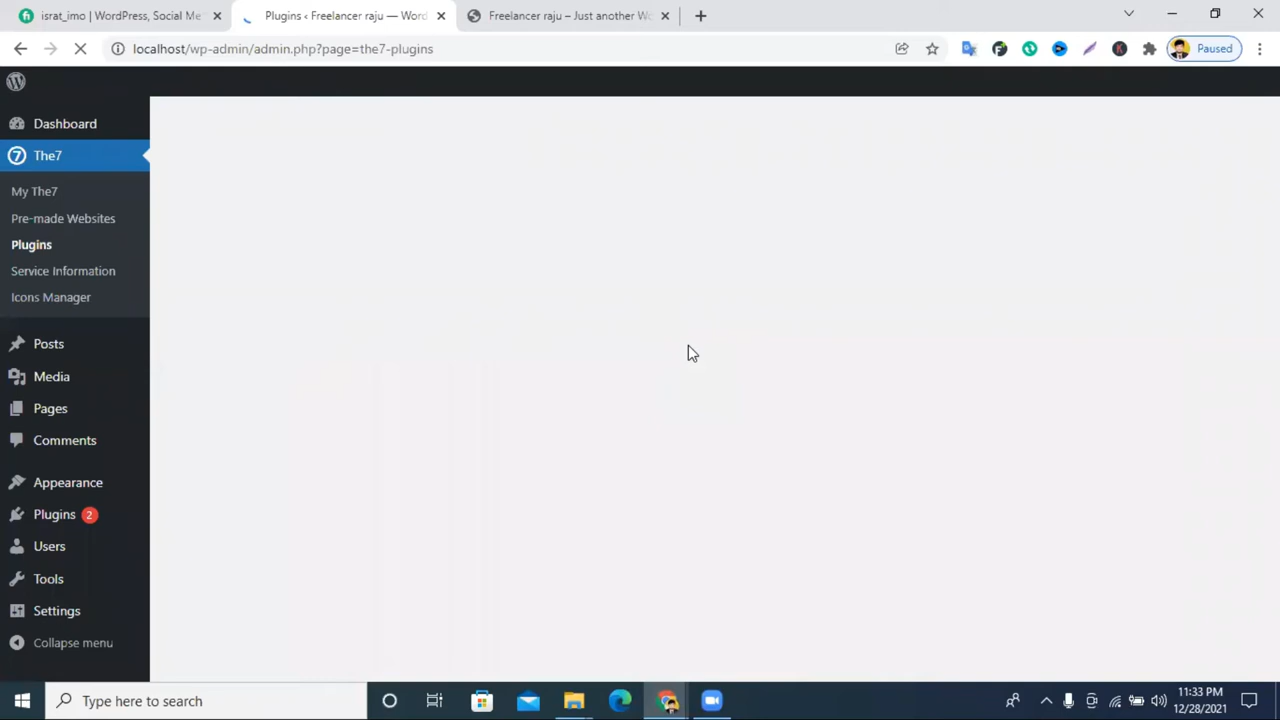 israt_imo | WordPress, Social Me
Plugins ‹ Freelancer raju — Word
Freelancer raju – Just another Wo
localhost/wp-admin/admin.php?page=the7-plugins
Paused
Dashboard
The7
My The7
Pre-made Websites
Plugins
Service Information
Icons Manager
Posts
Media
Pages
Comments
Appearance
Plugins 2
Users
Tools
Settings
Collapse menu
Type here to search
11:33 PM
12/28/2021